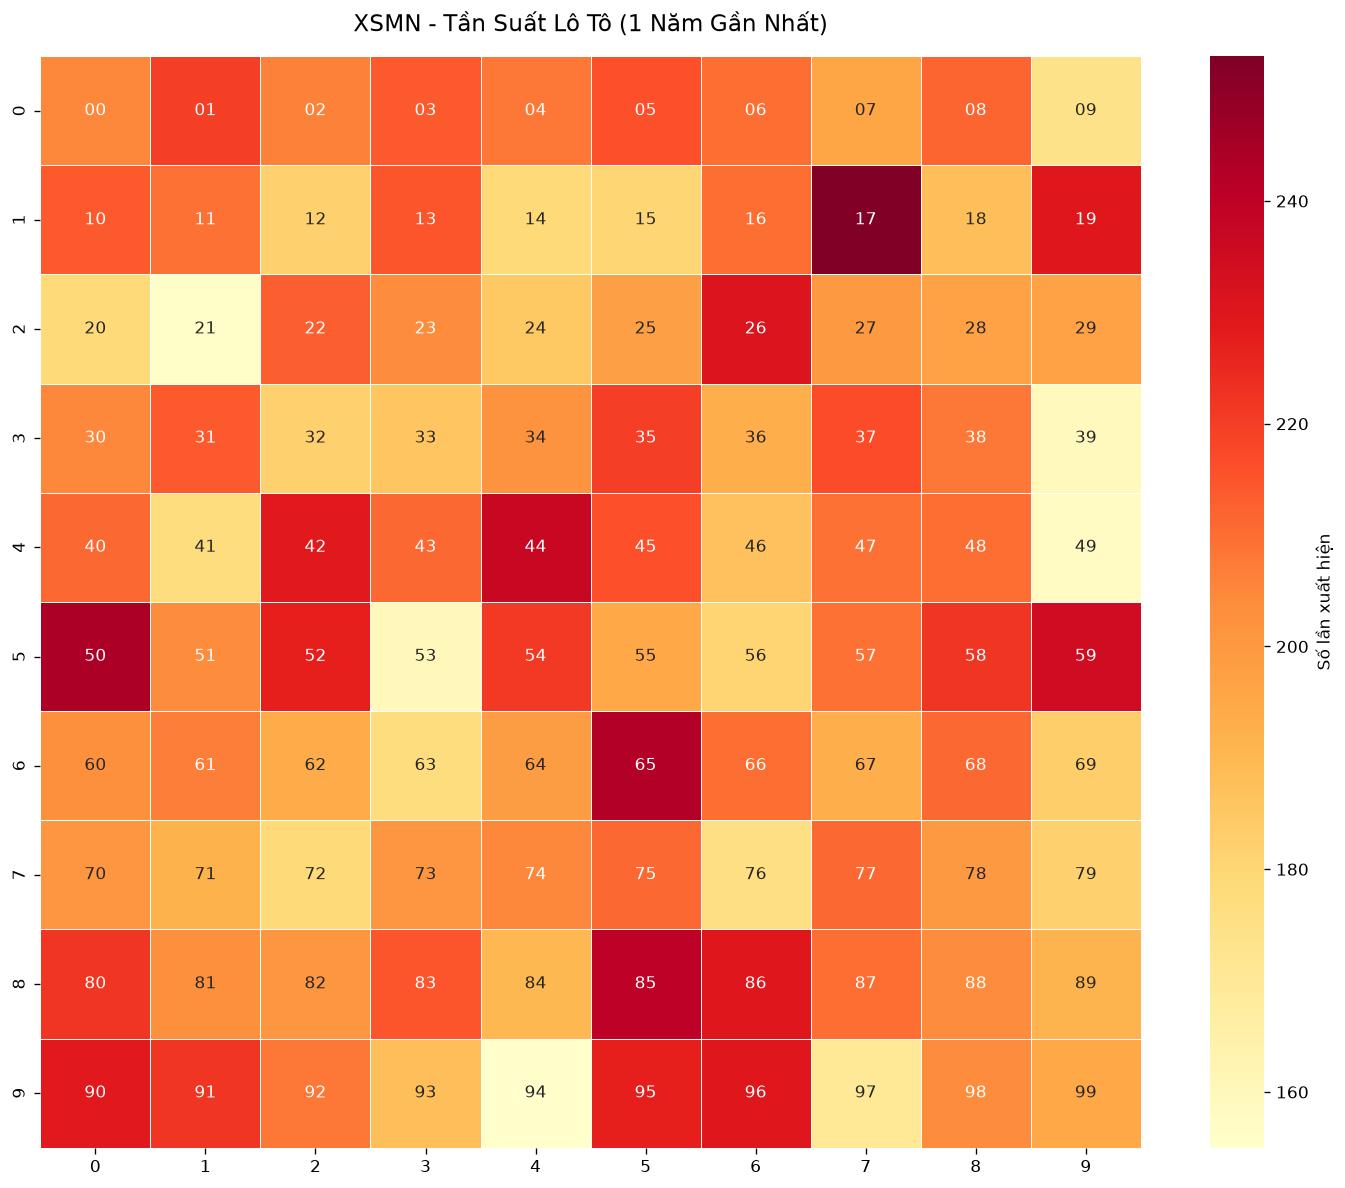 XSMN - Tần Suất Lô Tô (1 Năm Gần Nhất)
0 00 01 02 03 04 05 06 07 08 09
1 10 11 12 13 14 15 16 17 18 19
2 20 21 22 23 24 25 26 27 28 29
3 30 31 32 33 34 35 36 37 38 39
4 40 41 42 43 44 45 46 47 48 49
5 50 51 52 53 54 55 56 57 58 59
6 60 61 62 63 64 65 66 67 68 69
7 70 71 72 73 74 75 76 77 78 79
8 80 81 82 83 84 85 86 87 88 89
9 90 91 92 93 94 95 96 97 98 99
0 1 2 3 4 5 6 7 8 9
240
220
200
180
160
Số lần xuất hiện